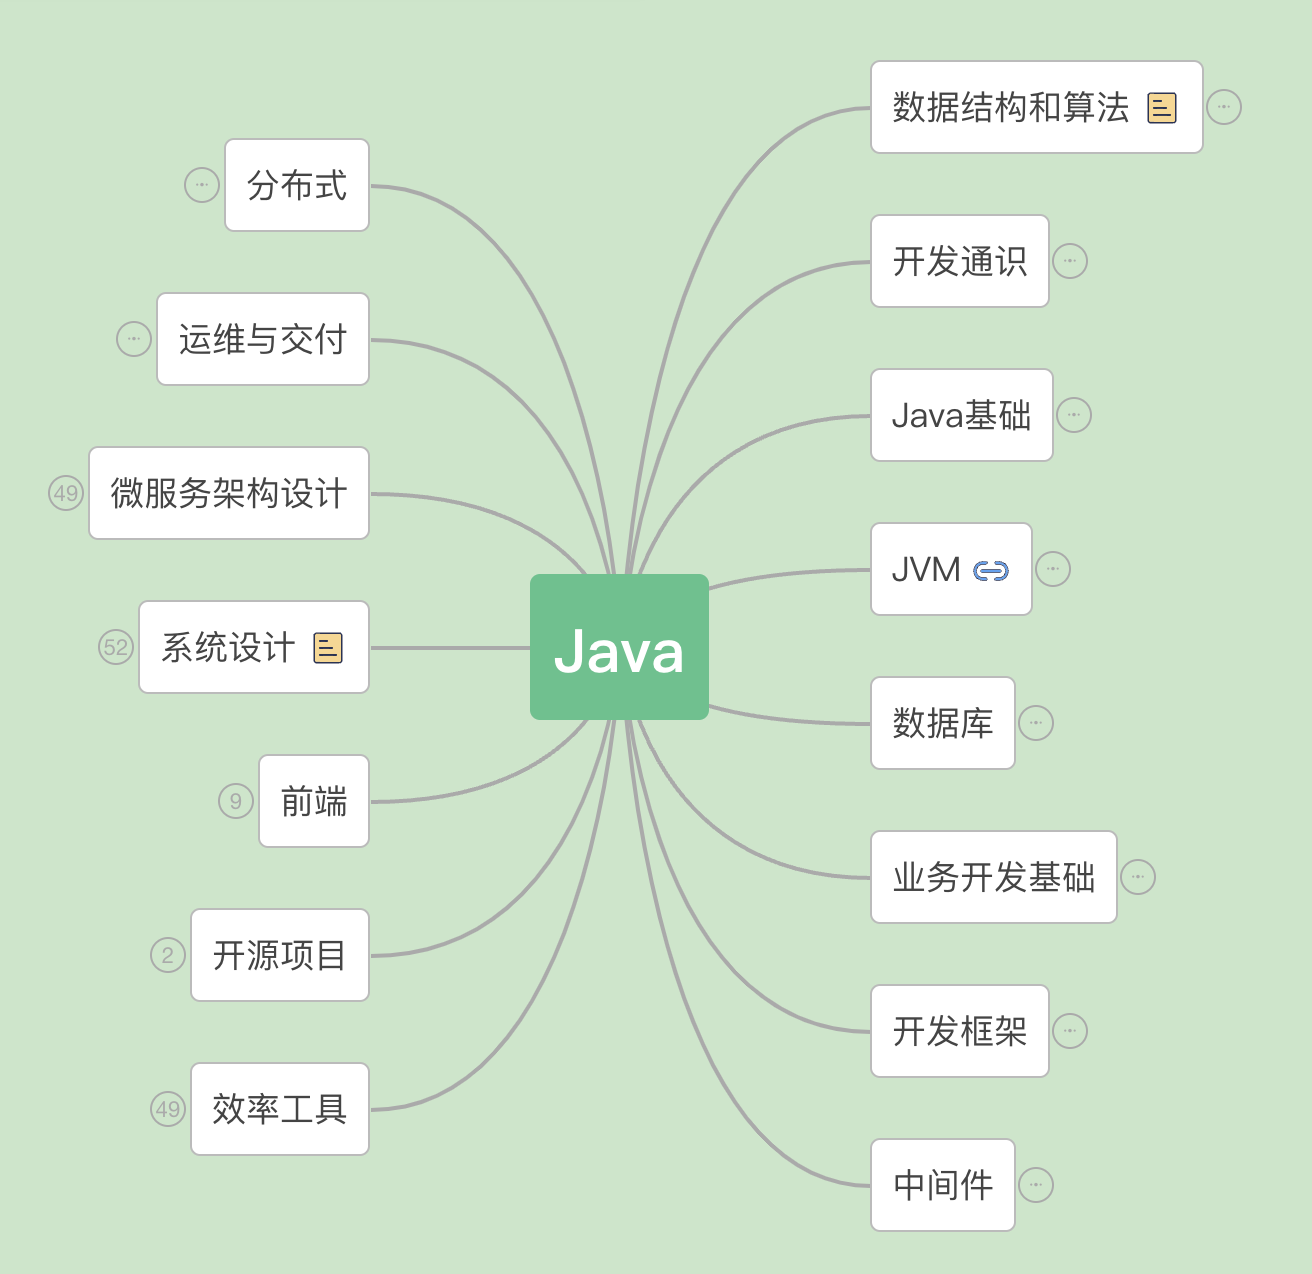 Java
数据结构和算法
开发通识
Java基础
JVM
数据库
业务开发基础
开发框架
中间件
分布式
运维与交付
微服务架构设计
49
系统设计
52
前端
9
开源项目
2
效率工具
49